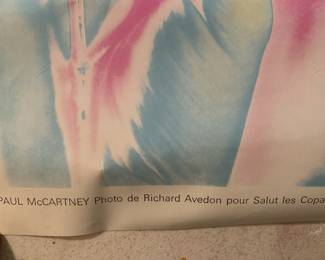 PAUL McCARTNEY Photo de Richard Avedon pour Salut les Copa